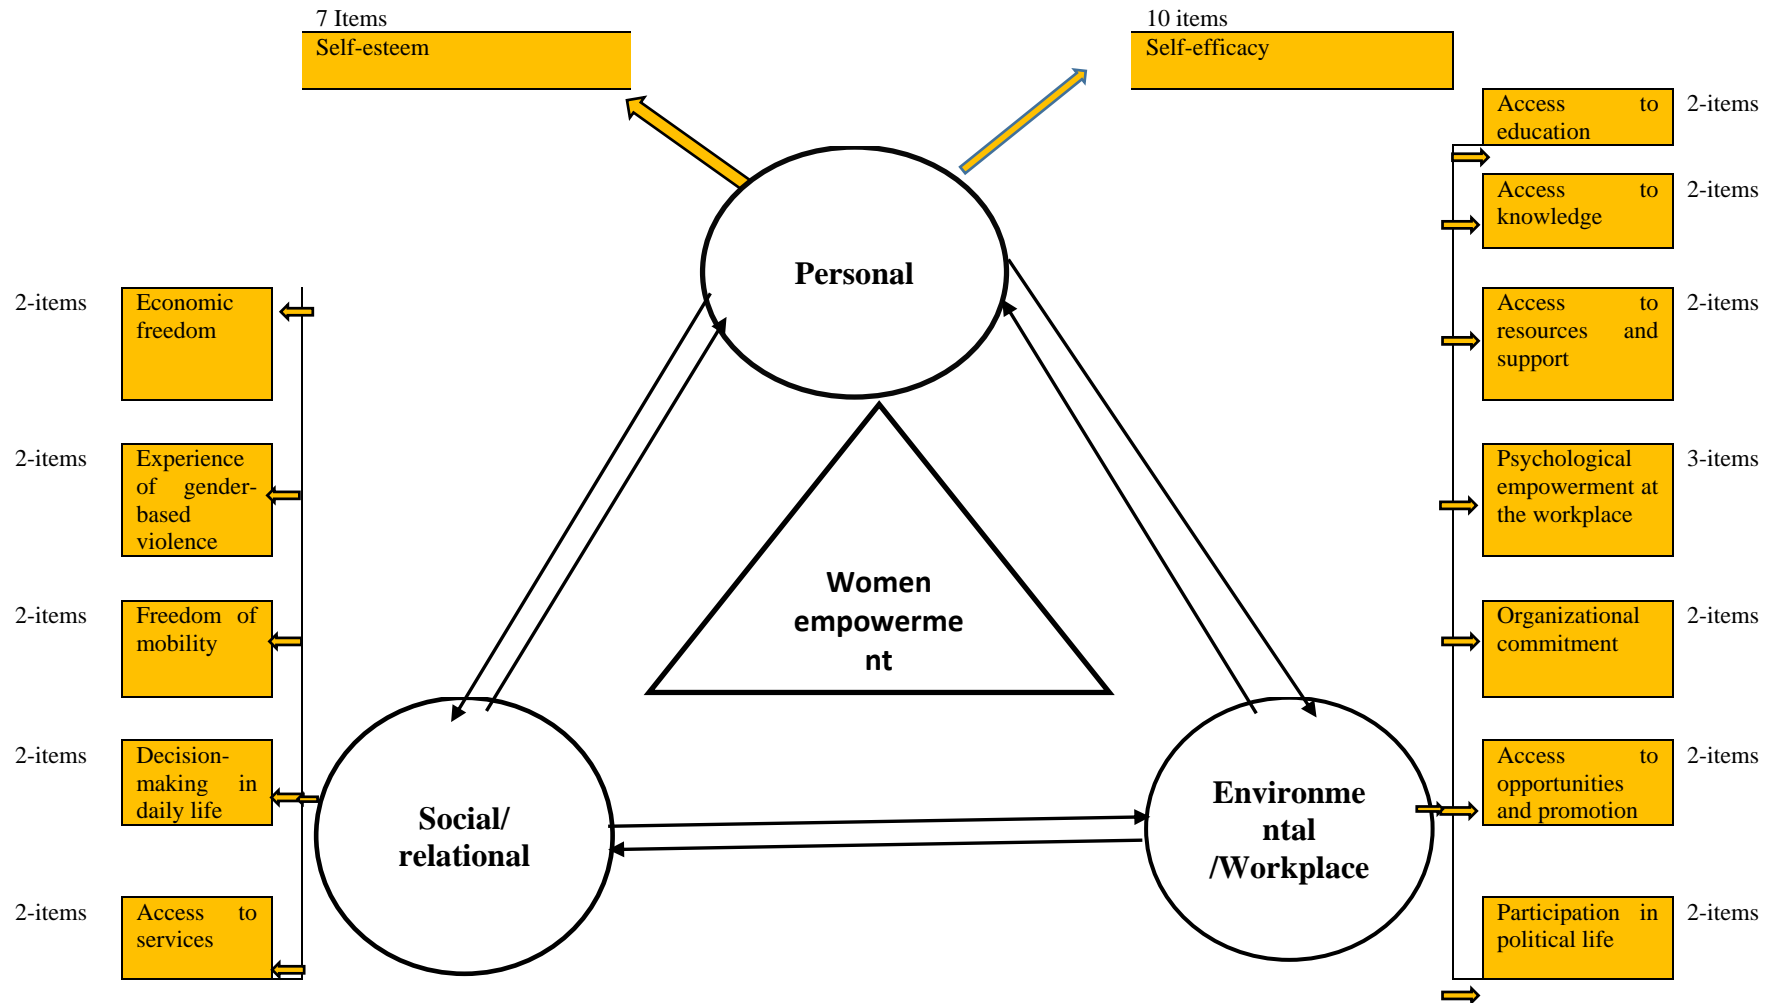 7 Items
Self-esteem
10 items
Self-efficacy
Access to
education
2-items
Access to
knowledge
2-items
Personal
2-items
Economic
freedom
Access to
resources and
support
2-items
2-items
Experience
of gender-
based
violence
Psychological
empowerment at
the workplace
3-items
Women
empowerme
nt
2-items
Freedom of
mobility
Organizational
commitment
2-items
2-items
Decision-
making in
daily life
Social/
relational
Environme
ntal
/Workplace
Access to
opportunities
and promotion
2-items
2-items
Access to
services
Participation in
political life
2-items